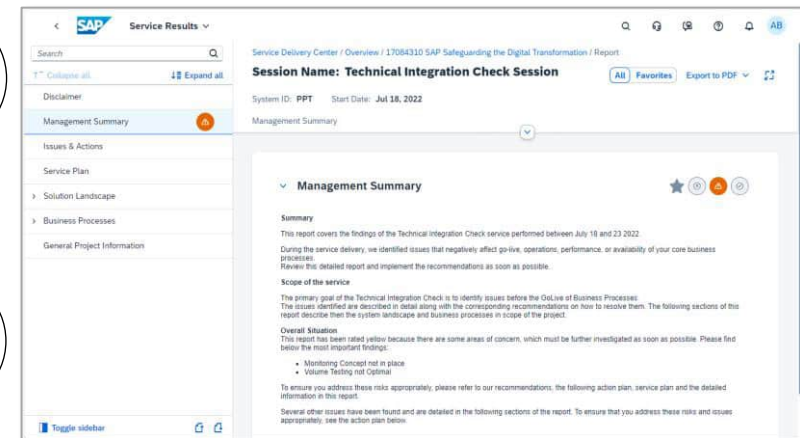 SAP Service Results
AB
Search
Collapse all Expand all
Disclaimer
Management Summary
Issues & Actions
Service Plan
Solution Landscape
Business Processes
General Project Information
Toggle sidebar
Service Delivery Center / Overview / 17084310 SAP Safeguarding the Digital Transformation / Report
Session Name: Technical Integration Check Session
All Favorites Export to PDF
System ID: PPT Start Date: Jul 18, 2022
Management Summary
Management Summary
Summary
This report covers the findings of the Technical Integration Check service performed between July 18 and 23 2022.
During the service delivery, we identified issues that negatively affect go-live, operations, performance, or availability of your core business
processes.
Review this detailed report and implement the recommendations as soon as possible.
Scope of the service
The primary goal of the Technical Integration Check is to identify issues before the GoLive of Business Processes.
The issues identified are described in detail along with the corresponding recommendations on how to resolve them. The following sections of this
report describe then the system landscape and business processes in scope of the project.
Overall Situation
This report has been rated yellow because there are some areas of concern, which must be further investigated as soon as possible. Please find
below the most important findings:
• Monitoring Concept not in place
• Volume Testing not Optimal
To ensure you address these risks appropriately, please refer to our recommendations, the following action plan, service plan and the detailed
information in this report.
Several other issues have been found and are detailed in the following sections of the report. To ensure that you address these risks and issues
appropriately, see the action plan below.